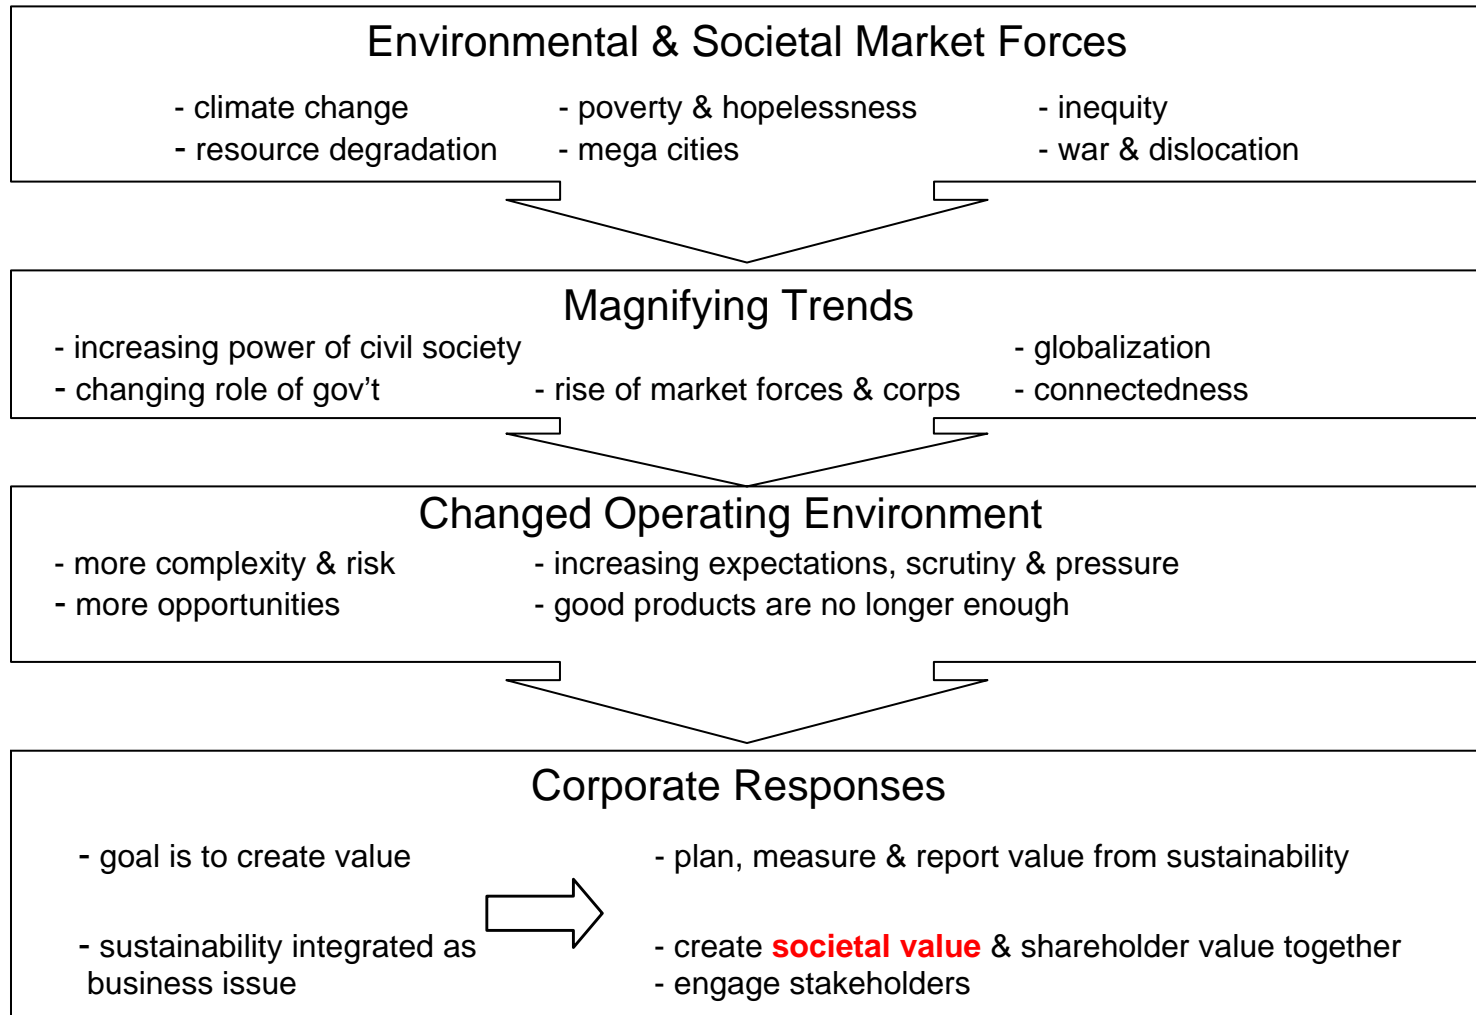 Environmental & Societal Market Forces
- climate change - poverty & hopelessness - inequity
- resource degradation - mega cities - war & dislocation
Magnifying Trends
- increasing power of civil society - globalization
- changing role of gov’t - rise of market forces & corps - connectedness
Changed Operating Environment
- more complexity & risk - increasing expectations, scrutiny & pressure
- more opportunities - good products are no longer enough
Corporate Responses
- goal is to create value - plan, measure & report value from sustainability
- sustainability integrated as - create societal value & shareholder value together
business issue - engage stakeholders